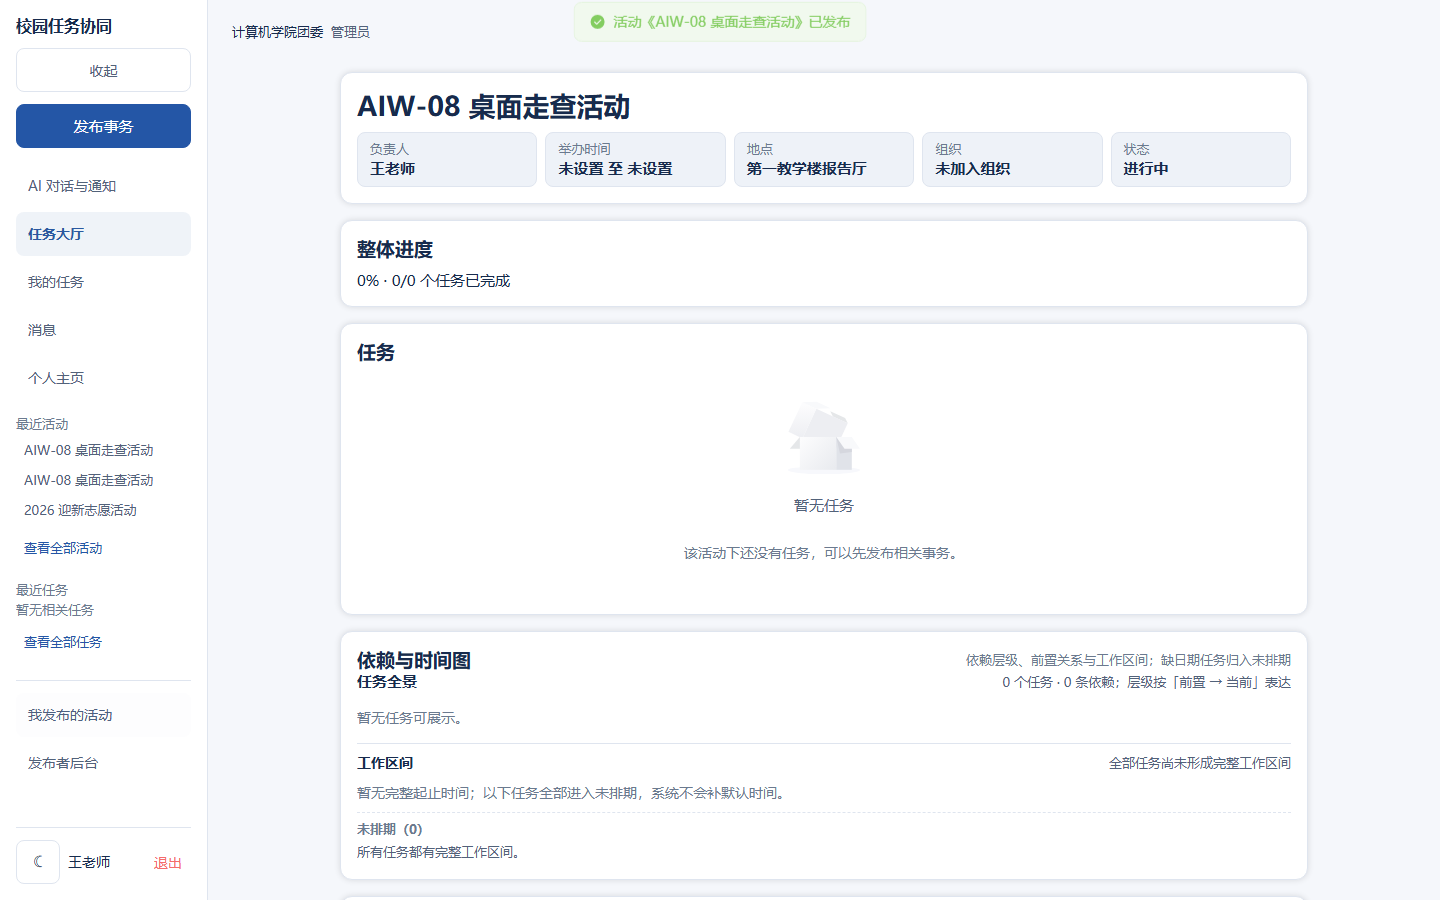 校园任务协同
收起
发布事务
AI 对话与通知
任务大厅
我的任务
消息
个人主页
最近活动
AIW-08 桌面走查活动
AIW-08 桌面走查活动
2026 迎新志愿活动
查看全部活动
最近任务
暂无相关任务
查看全部任务
我发布的活动
发布者后台
王老师
退出
计算机学院团委 管理员
活动《AIW-08 桌面走查活动》已发布
AIW-08 桌面走查活动
负责人
王老师
举办时间
未设置 至 未设置
地点
第一教学楼报告厅
组织
未加入组织
状态
进行中
整体进度
0% · 0/0 个任务已完成
任务
暂无任务
该活动下还没有任务，可以先发布相关事务。
依赖与时间图
依赖层级、前置关系与工作区间；缺日期任务归入未排期
任务全景
0 个任务 · 0 条依赖；层级按「前置 → 当前」表达
暂无任务可展示。
工作区间
全部任务尚未形成完整工作区间
暂无完整起止时间；以下任务全部进入未排期，系统不会补默认时间。
未排期（0）
所有任务都有完整工作区间。